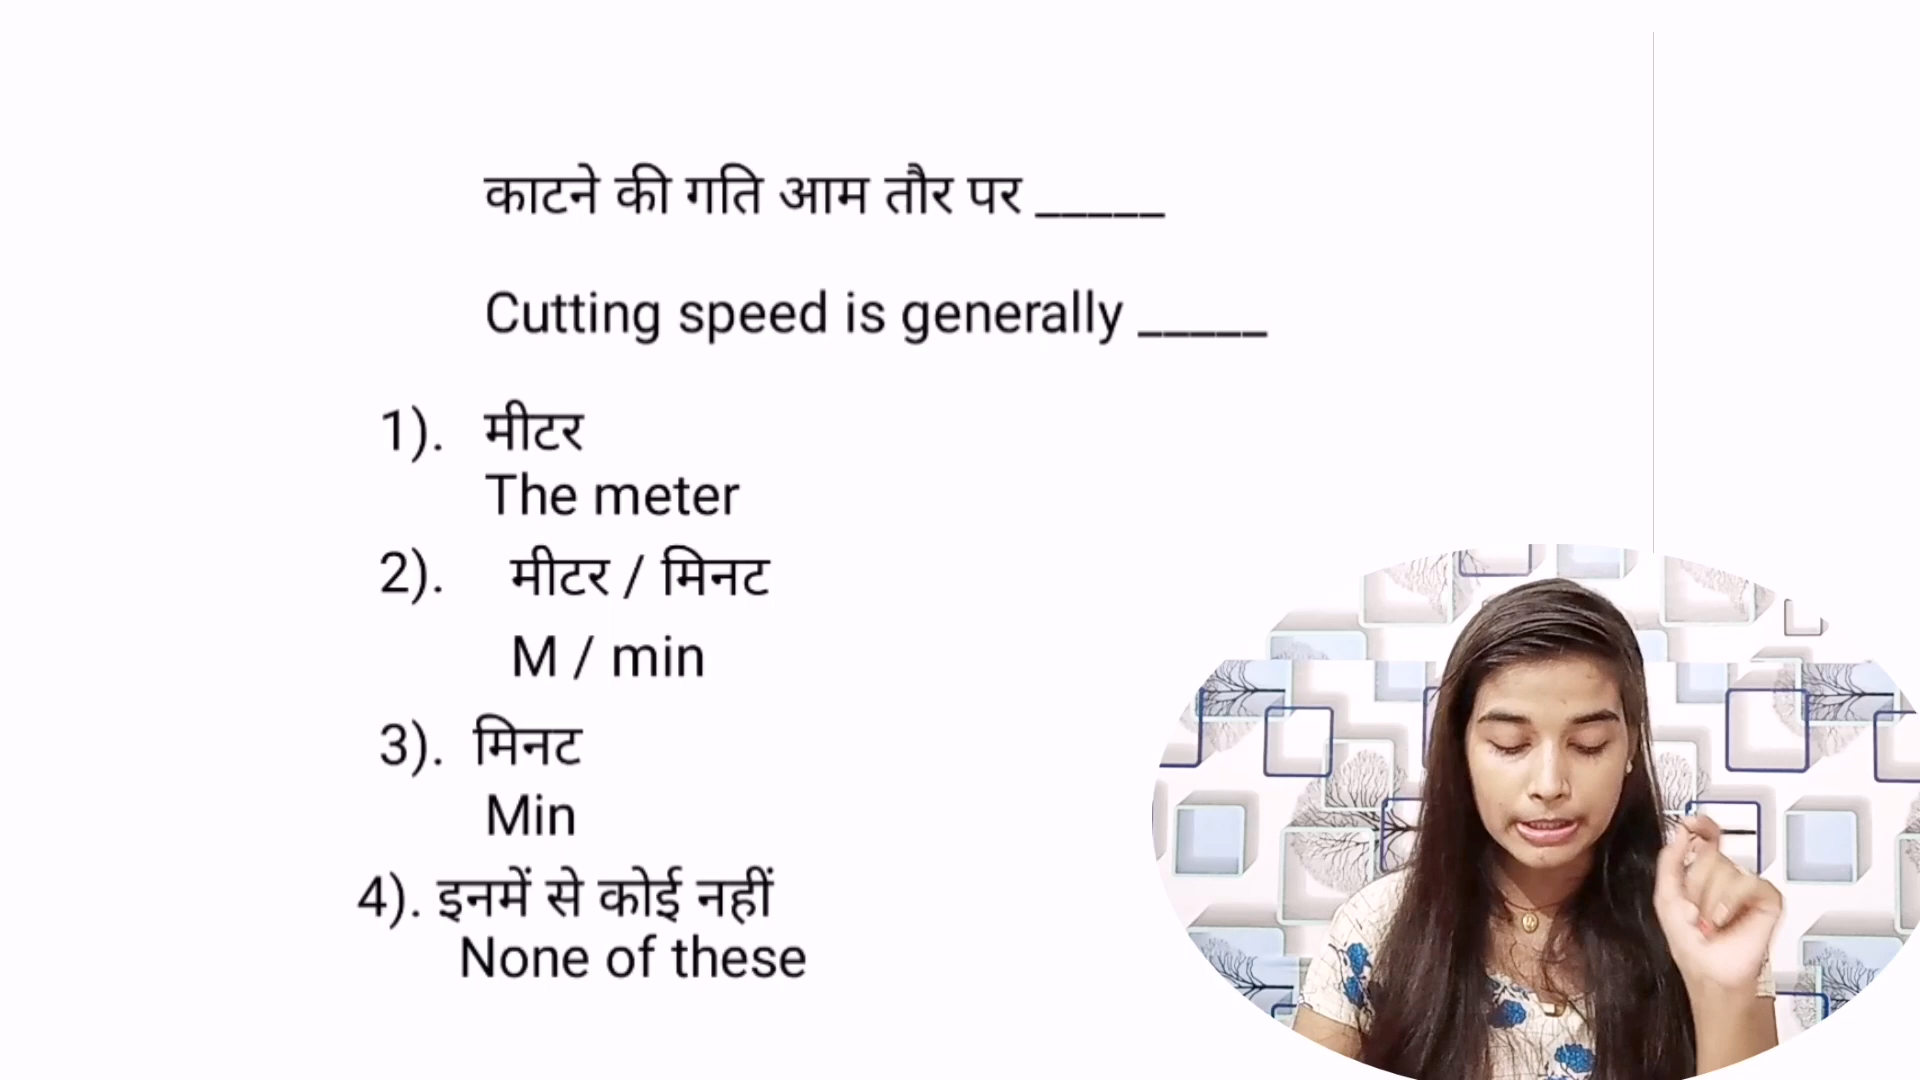 काटने की गति आम तौर पर _____
Cutting speed is generally _____
1). मीटर
The meter
2). मीटर / मिनट
M / min
3). मिनट
Min
4). इनमें से कोई नहीं
None of these